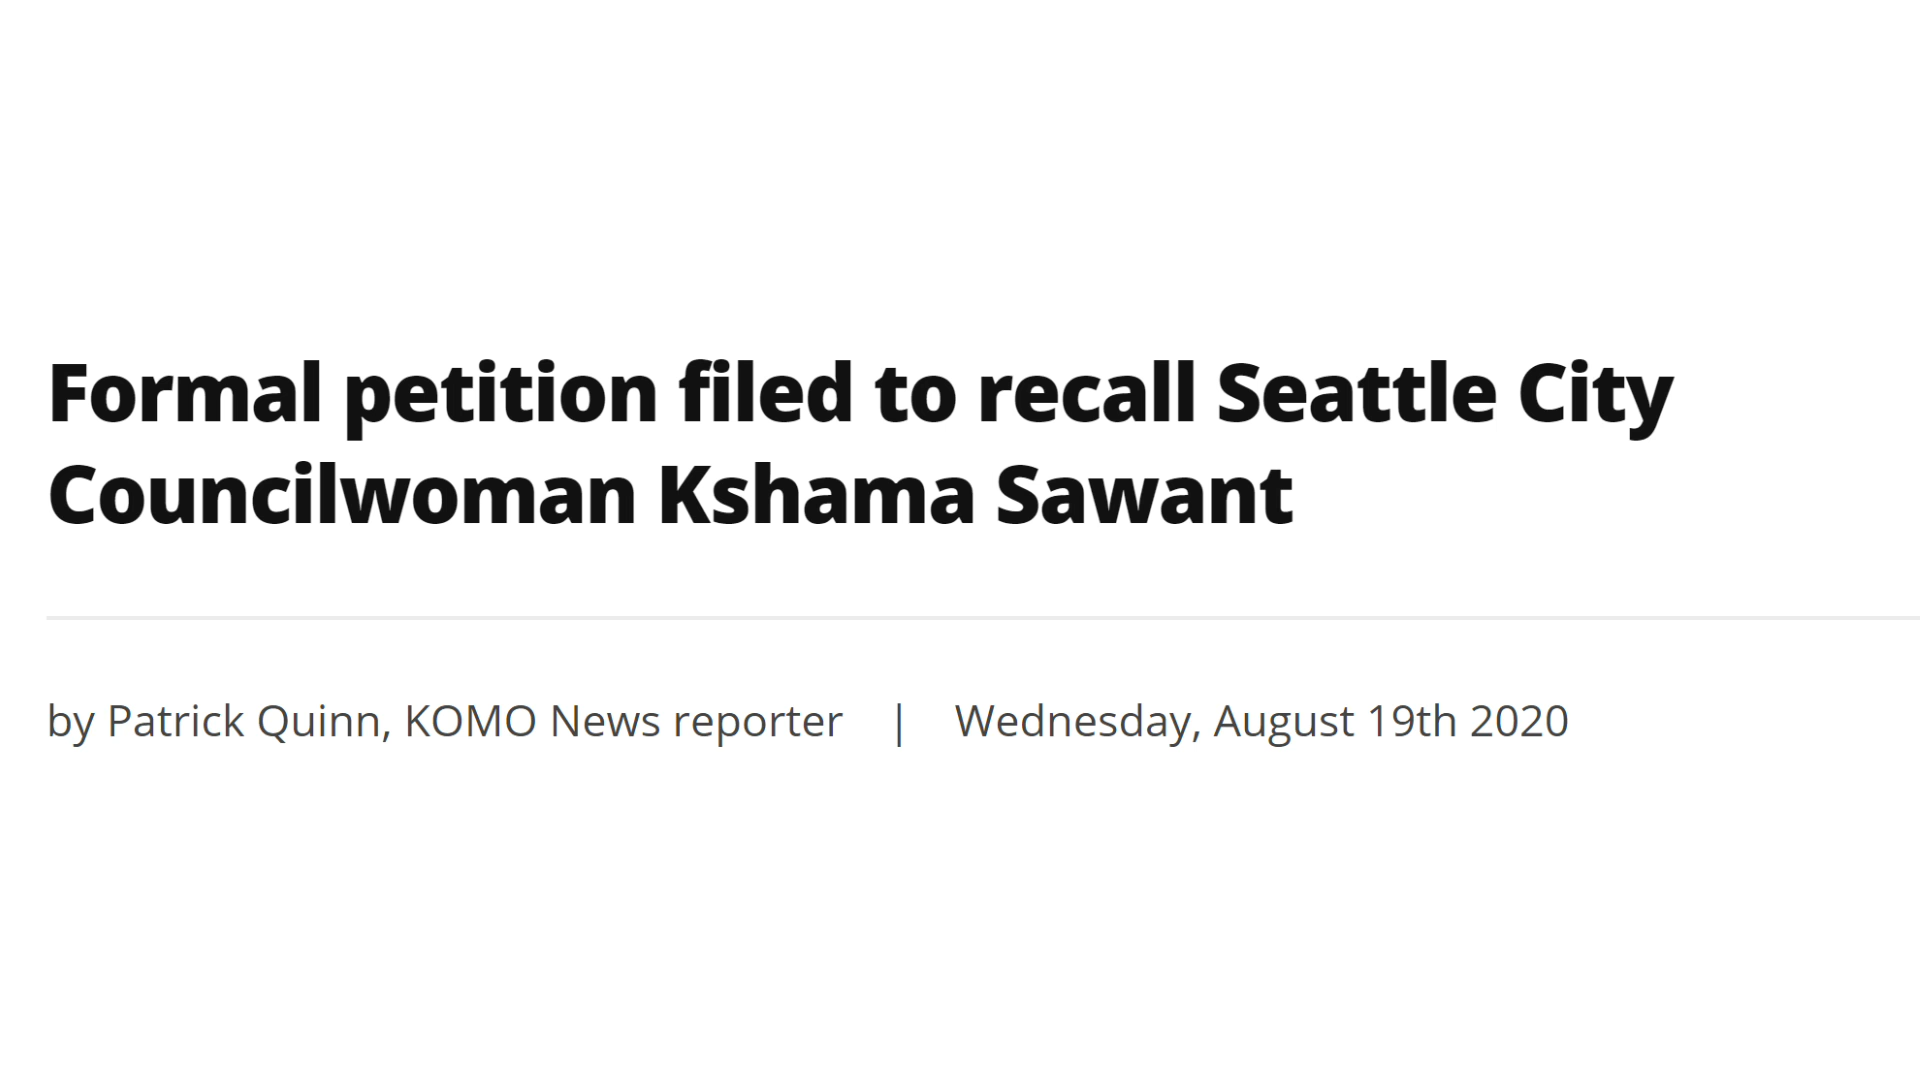 Formal petition filed to recall Seattle City
Councilwoman Kshama Sawant
by Patrick Quinn, KOMO News reporter | Wednesday, August 19th 2020